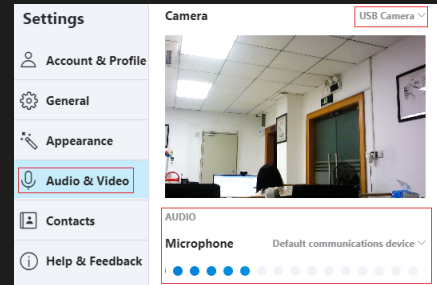 Settings
Account & Profile
General
Appearance
Audio & Video
Contacts
Help & Feedback
Camera
USB Camera
AUDIO
Microphone
Default communications device